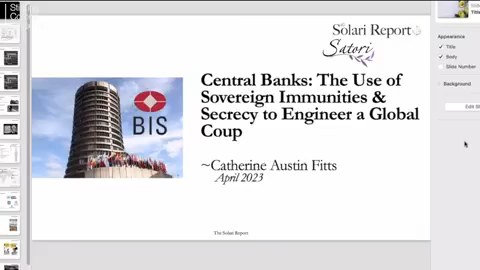 Solari Report
Satori
BIS
Central Banks: The Use of
Sovereign Immunities &
Secrecy to Engineer a Global
Coup
~Catherine Austin Fitts
April 2023
The Solari Report
Title
Appearance
Title
Body
Slide Number
Background